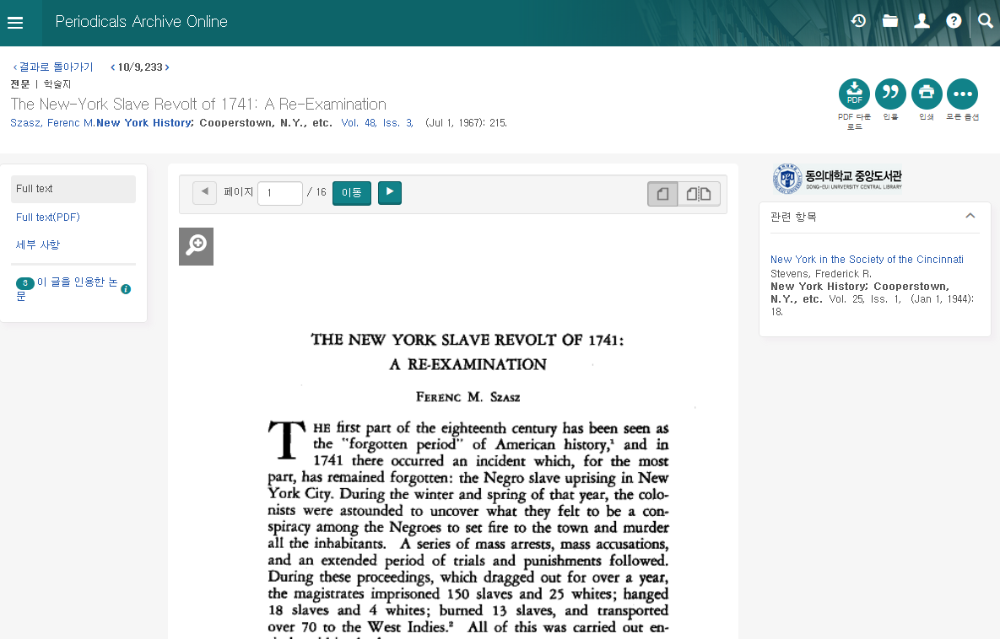 Periodicals Archive Online
‹결과로 돌아가기 ‹ 10/9,233 ›
전문 | 학술지
The New-York Slave Revolt of 1741: A Re-Examination
Szasz, Ferenc M.New York History; Cooperstown, N.Y., etc. Vol. 48, Iss. 3, (Jul 1, 1967): 215.
PDF
PDF 다운로드
인용
인쇄
모든 옵션
Full text
Full text(PDF)
세부 사항
이 글을 인용한 논문
페이지 1 / 16 이동
THE NEW YORK SLAVE REVOLT OF 1741:
A RE-EXAMINATION
FERENC M. SZASZ
THE first part of the eighteenth century has been seen as
the "forgotten period" of American history,¹ and in
1741 there occurred an incident which, for the most
part, has remained forgotten: the Negro slave uprising in New
York City. During the winter and spring of that year, the colo-
nists were astounded to uncover what they felt to be a con-
spiracy among the Negroes to set fire to the town and murder
all the inhabitants. A series of mass arrests, mass accusations,
and an extended period of trials and punishments followed.
During these proceedings, which dragged out for over a year,
the magistrates imprisoned 150 slaves and 25 whites; hanged
18 slaves and 4 whites; burned 13 slaves, and transported
over 70 to the West Indies.² All of this was carried out en-
동의대학교 중앙도서관
DONG-EUI UNIVERSITY CENTRAL LIBRARY
관련 항목
New York in the Society of the Cincinnati
Stevens, Frederick R.
New York History; Cooperstown,
N.Y., etc. Vol. 25, Iss. 1, (Jan 1, 1944):
18.